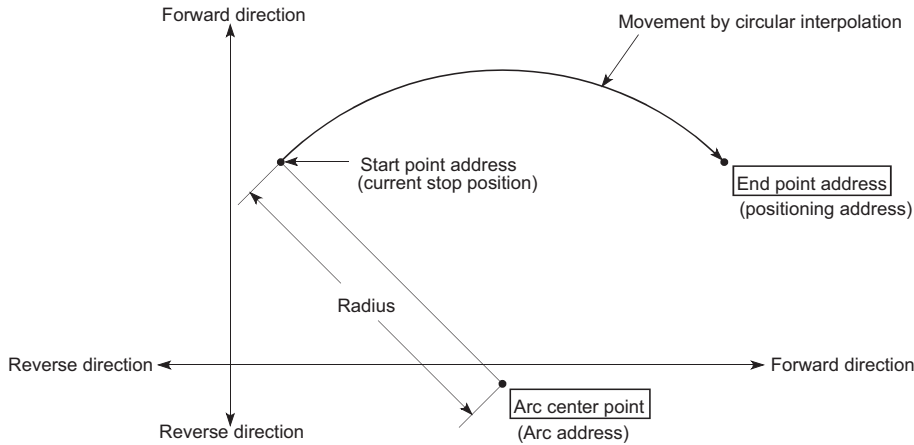 Forward direction
Movement by circular interpolation
Start point address
(current stop position)
End point address
(positioning address)
Radius
Reverse direction
Forward direction
Arc center point
(Arc address)
Reverse direction